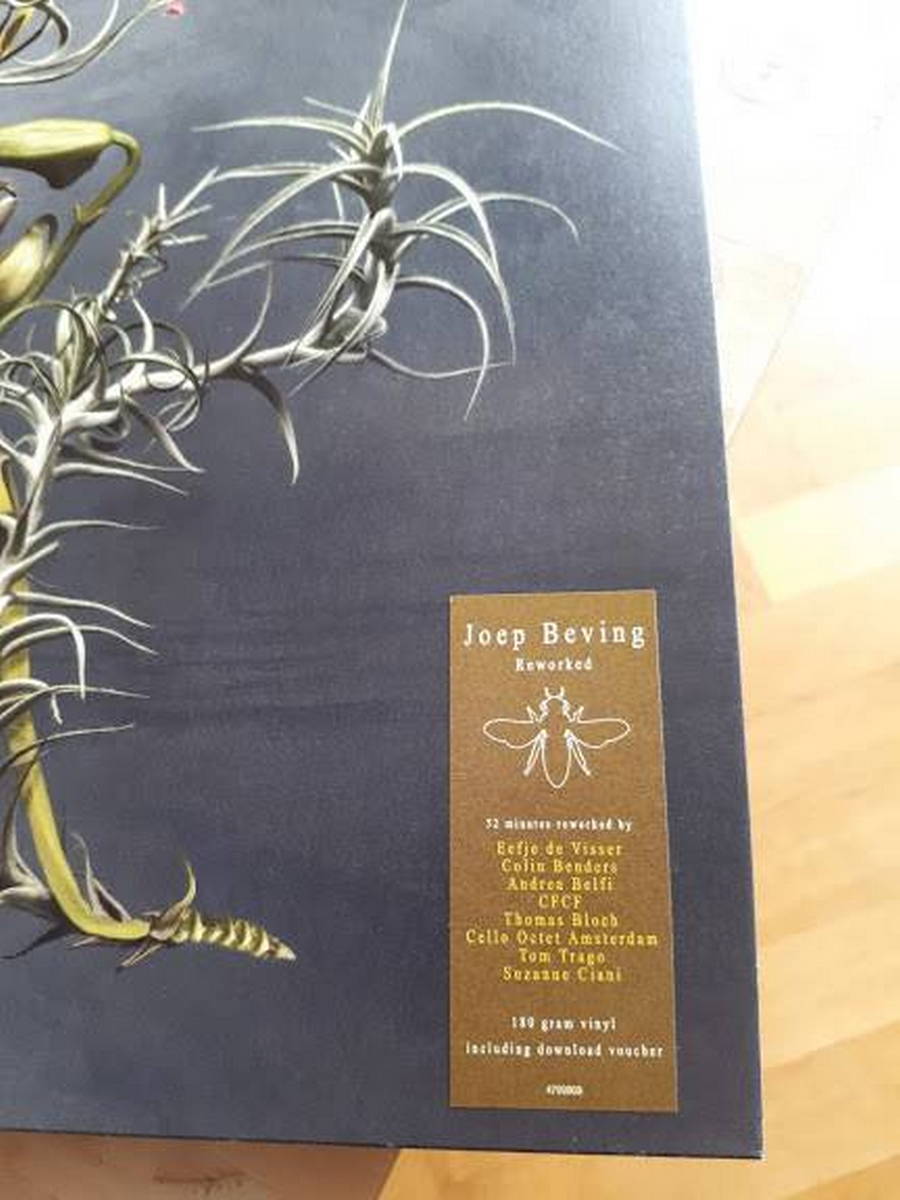 Joep Beving
Reworked
52 minutes reworked by
Eefje de Visser
Colin Benders
Andrea Belfi
CFCF
Thomas Bloch
Cello Octet Amsterdam
Tom Trago
Suzanne Ciani
180 gram vinyl
including download voucher